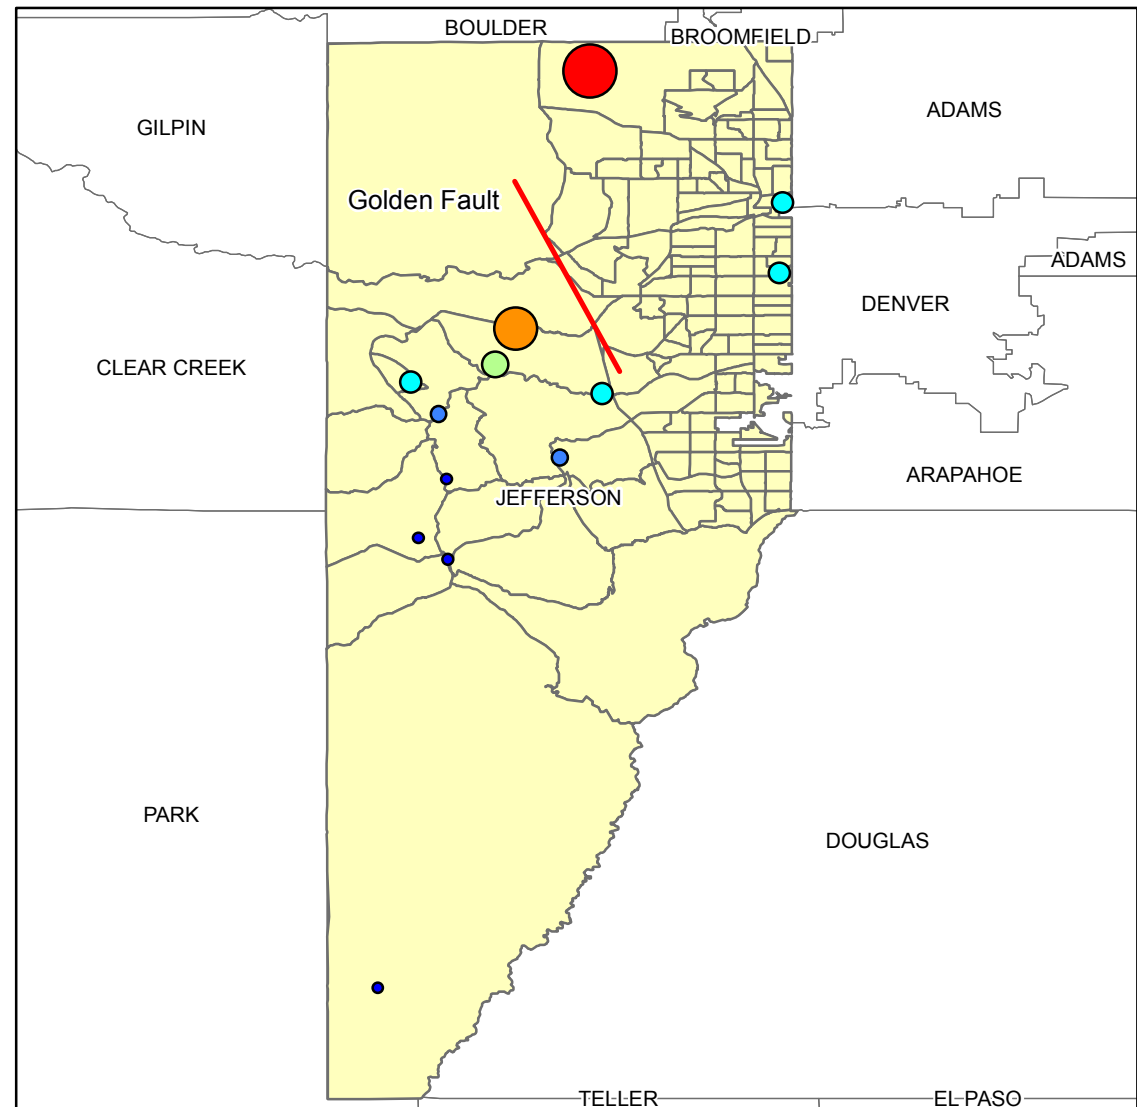 BOULDER
BROOMFIELD
ADAMS
GILPIN
Golden Fault
ADAMS
DENVER
CLEAR CREEK
ARAPAHOE
JEFFERSON
PARK
DOUGLAS
TELLER
EL PASO